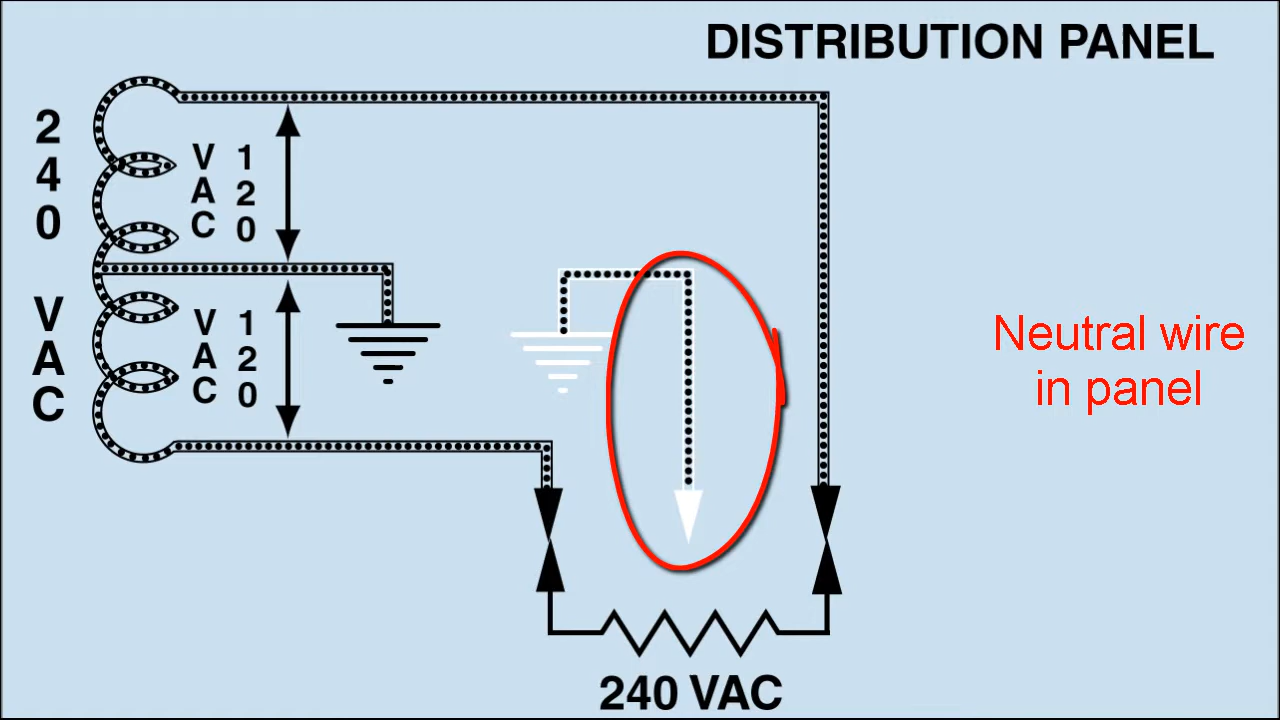 DISTRIBUTION PANEL
240 VAC
VAC 120
VAC 120
Neutral wire
in panel
240 VAC